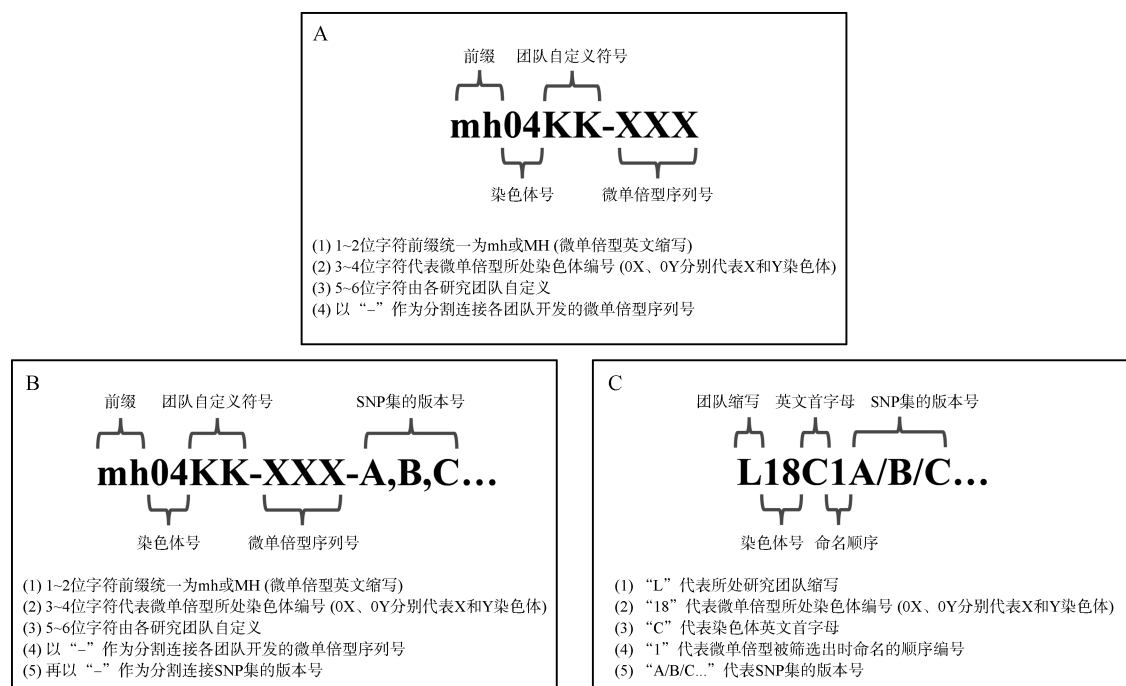 A
前缀 团队自定义符号
mh04KK-XXX
染色体号 微单倍型序列号
(1) 1~2位字符前缀统一为mh或MH (微单倍型英文缩写)
(2) 3~4位字符代表微单倍型所处染色体编号 (0X、0Y分别代表X和Y染色体)
(3) 5~6位字符由各研究团队自定义
(4) 以“–”作为分割连接各团队开发的微单倍型序列号
B
前缀 团队自定义符号 SNP集的版本号
mh04KK-XXX-A,B,C…
染色体号 微单倍型序列号
(1) 1~2位字符前缀统一为mh或MH (微单倍型英文缩写)
(2) 3~4位字符代表微单倍型所处染色体编号 (0X、0Y分别代表X和Y染色体)
(3) 5~6位字符由各研究团队自定义
(4) 以“–”作为分割连接各团队开发的微单倍型序列号
(5) 再以“–”作为分割连接SNP集的版本号
C
团队缩写 英文首字母 SNP集的版本号
L18C1A/B/C…
染色体号 命名顺序
(1) “L”代表所处研究团队缩写
(2) “18”代表微单倍型所处染色体编号 (0X、0Y分别代表X和Y染色体)
(3) “C”代表染色体英文首字母
(4) “1”代表微单倍型被筛选出时命名的顺序编号
(5) “A/B/C...”代表SNP集的版本号